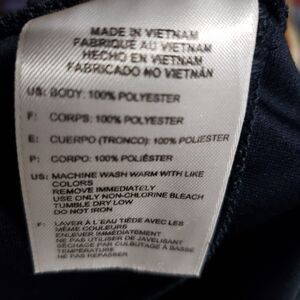 MADE IN VIETNAM
FABRIQUÉ AU VIETNAM
HECHO EN VIETNAM
FABRICADO NO VIETNÃN
US: BODY: 100% POLYESTER
F: CORPS: 100% POLYESTER
E: CUERPO (TRONCO): 100% POLIESTER
P: CORPO: 100% POLIÉSTER
US: MACHINE WASH WARM WITH LIKE
COLORS
REMOVE IMMEDIATELY
USE ONLY NON-CHLORINE BLEACH
TUMBLE DRY LOW
DO NOT IRON
F: LAVER À L'EAU TIÈDE AVEC LES
MÊME COULEURS
ENLEVER IMMÉDIATEMENT
NE PAS UTILISER DE JAVELISANT
SÉCHAGE PAR CULBUTAGE À BASSE
TEMPÉRATURE
NE PAS REPASSER